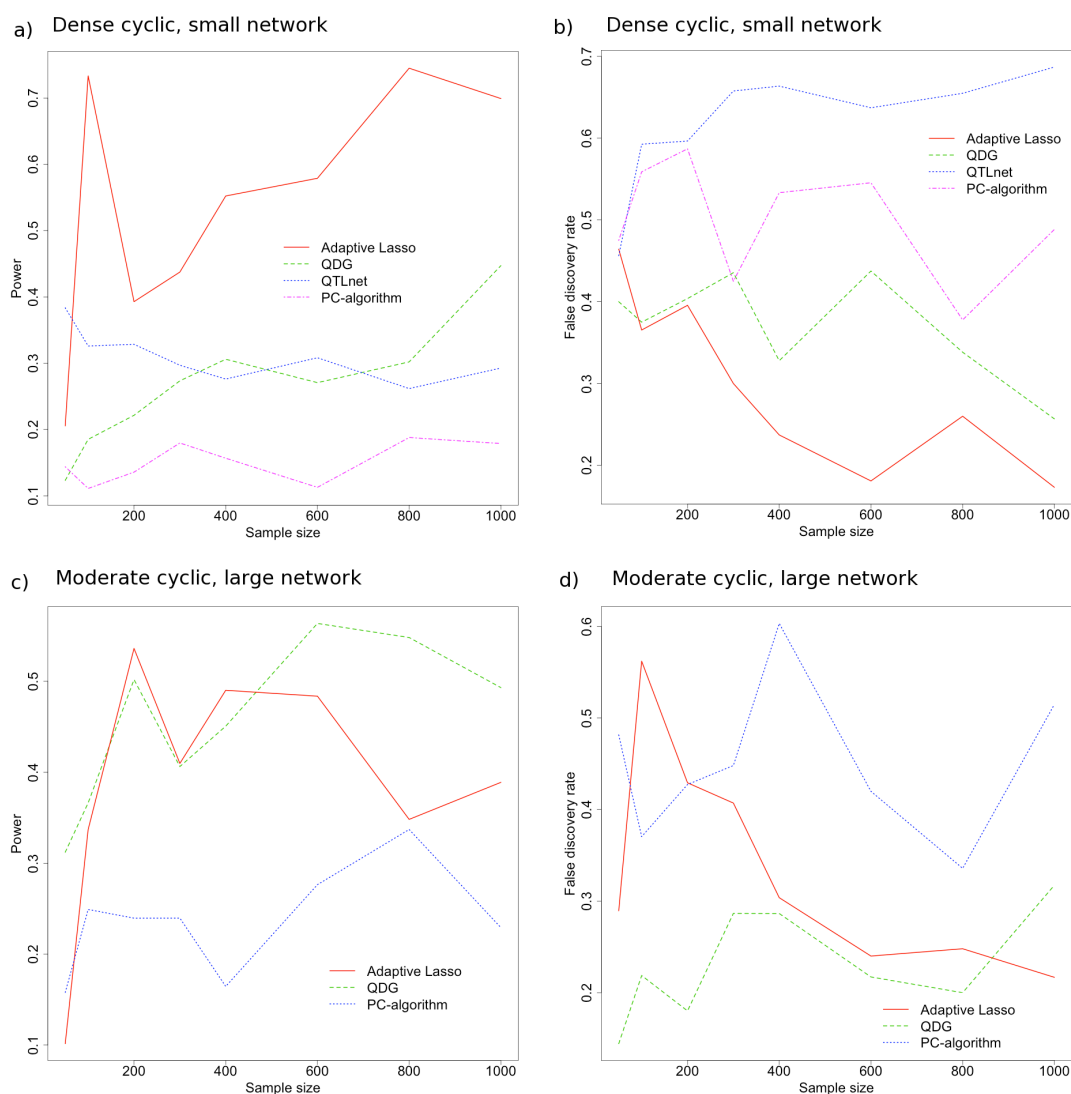 a) Dense cyclic, small network
Power
0.1 0.2 0.3 0.4 0.5 0.6 0.7
Adaptive Lasso
QDG
QTLnet
PC-algorithm
200 400 600 800 1000
Sample size
b) Dense cyclic, small network
False discovery rate
0.2 0.3 0.4 0.5 0.6 0.7
Adaptive Lasso
QDG
QTLnet
PC-algorithm
200 400 600 800 1000
Sample size
c) Moderate cyclic, large network
Power
0.1 0.2 0.3 0.4 0.5
Adaptive Lasso
QDG
PC-algorithm
200 400 600 800 1000
Sample size
d) Moderate cyclic, large network
False discovery rate
0.2 0.3 0.4 0.5 0.6
Adaptive Lasso
QDG
PC-algorithm
200 400 600 800 1000
Sample size